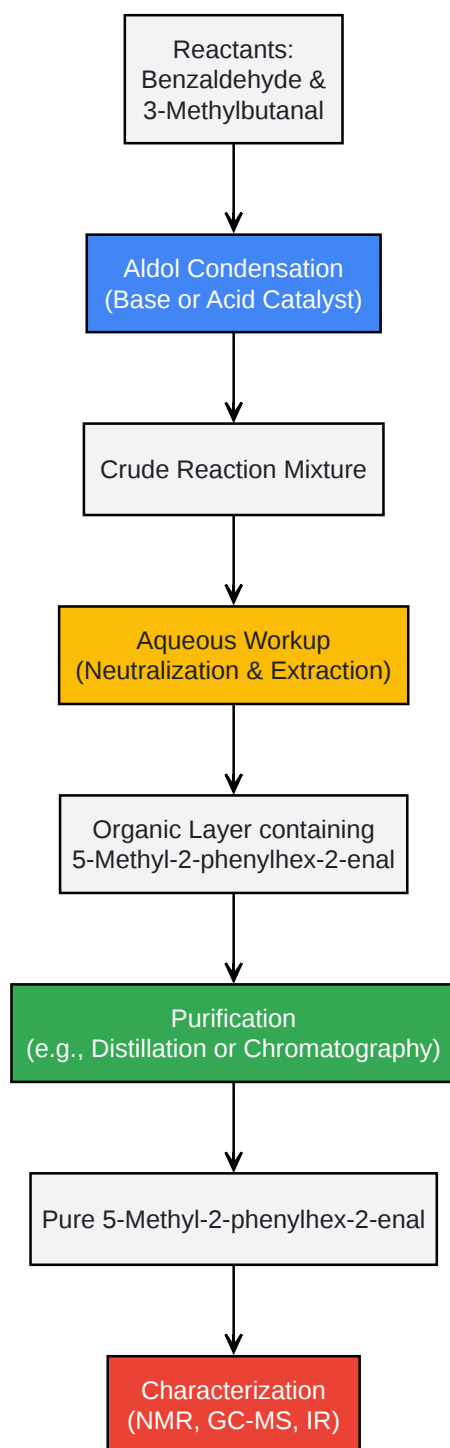 Reactants:
Benzaldehyde &
3-Methylbutanal
Aldol Condensation
(Base or Acid Catalyst)
Crude Reaction Mixture
Aqueous Workup
(Neutralization & Extraction)
Organic Layer containing
5-Methyl-2-phenylhex-2-enal
Purification
(e.g., Distillation or Chromatography)
Pure 5-Methyl-2-phenylhex-2-enal
Characterization
(NMR, GC-MS, IR)